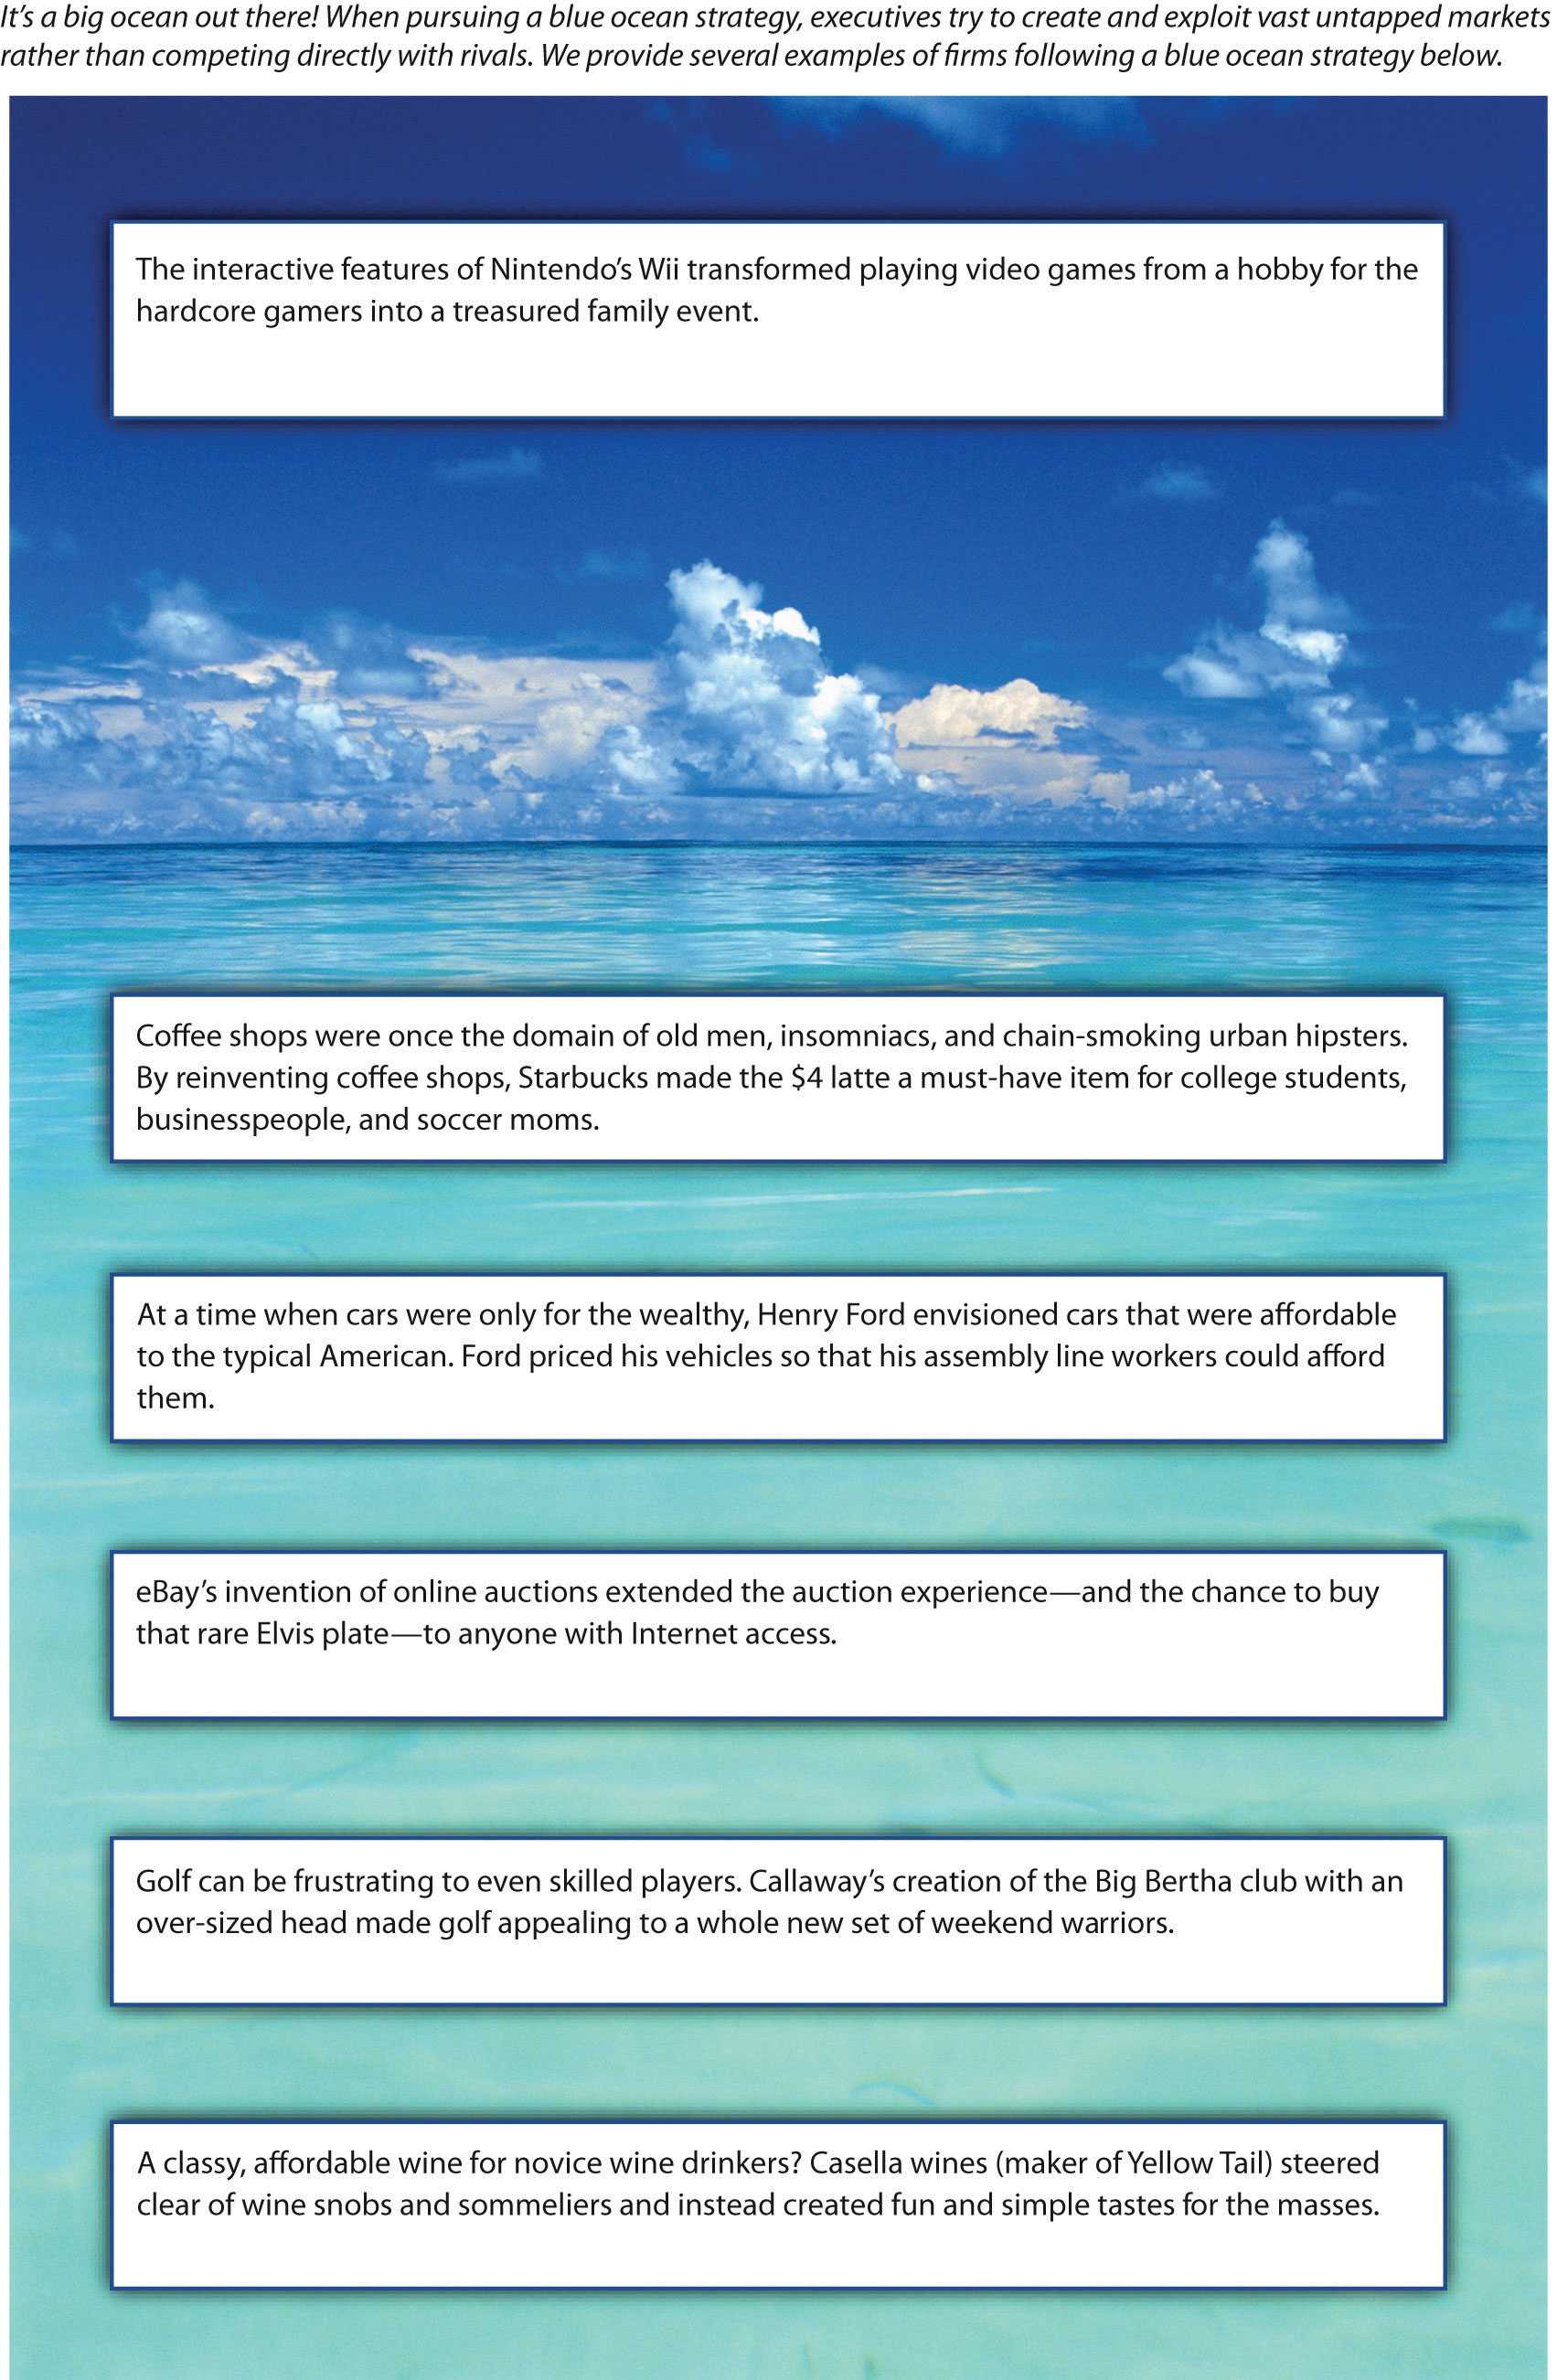 It’s a big ocean out there! When pursuing a blue ocean strategy, executives try to create and exploit vast untapped markets
rather than competing directly with rivals. We provide several examples of firms following a blue ocean strategy below.
The interactive features of Nintendo’s Wii transformed playing video games from a hobby for the
hardcore gamers into a treasured family event.
Coffee shops were once the domain of old men, insomniacs, and chain-smoking urban hipsters.
By reinventing coffee shops, Starbucks made the $4 latte a must-have item for college students,
businesspeople, and soccer moms.
At a time when cars were only for the wealthy, Henry Ford envisioned cars that were affordable
to the typical American. Ford priced his vehicles so that his assembly line workers could afford
them.
eBay’s invention of online auctions extended the auction experience—and the chance to buy
that rare Elvis plate—to anyone with Internet access.
Golf can be frustrating to even skilled players. Callaway’s creation of the Big Bertha club with an
over-sized head made golf appealing to a whole new set of weekend warriors.
A classy, affordable wine for novice wine drinkers? Casella wines (maker of Yellow Tail) steered
clear of wine snobs and sommeliers and instead created fun and simple tastes for the masses.